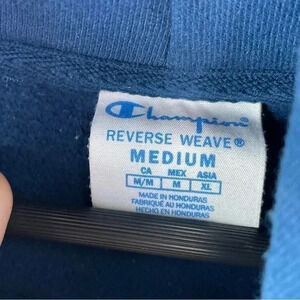 Champion
REVERSE WEAVE®
MEDIUM
CA MEX ASIA
M/M M XL
MADE IN HONDURAS
FABRIQUÉ AU HONDURAS
HECHO EN HONDURAS